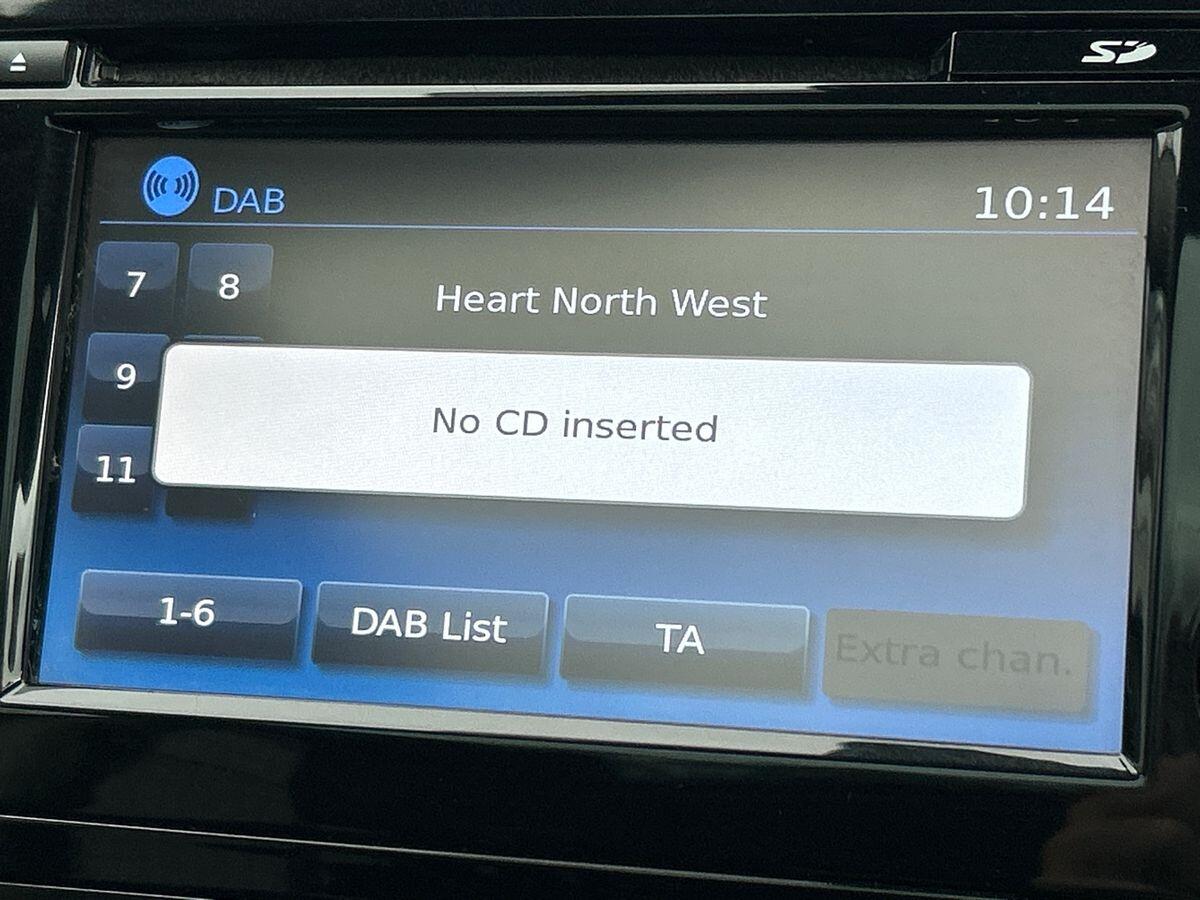 SD
DAB
10:14
7
8
Heart North West
9
No CD inserted
11
1-6
DAB List
TA
Extra chan.